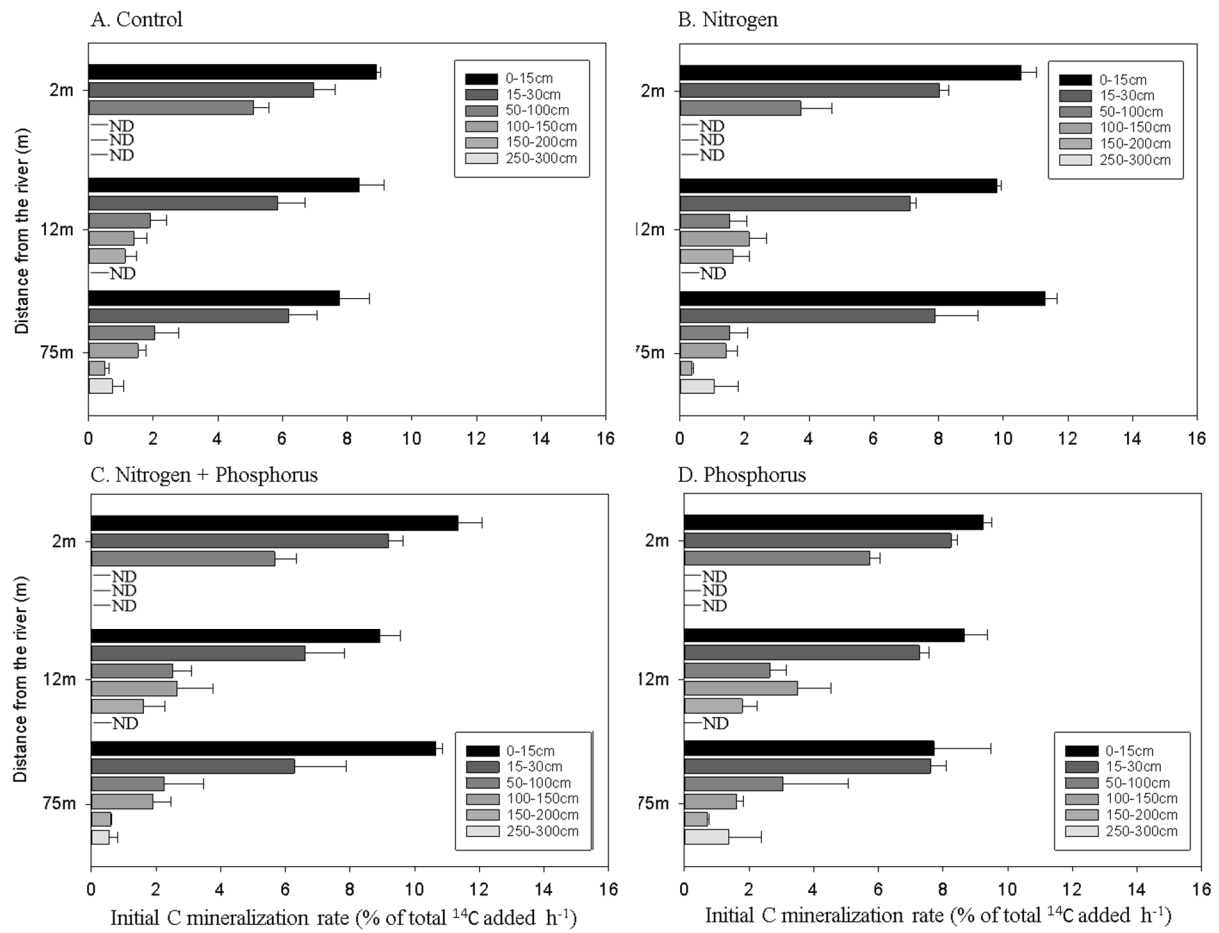 A. Control
2m
ND
ND
ND
12m
ND
75m
0-15cm
15-30cm
50-100cm
100-150cm
150-200cm
250-300cm
0 2 4 6 8 10 12 14 16
Distance from the river (m)
B. Nitrogen
2m
ND
ND
ND
12m
ND
75m
0-15cm
15-30cm
50-100cm
100-150cm
150-200cm
250-300cm
0 2 4 6 8 10 12 14 16
C. Nitrogen + Phosphorus
2m
ND
ND
ND
12m
ND
75m
0-15cm
15-30cm
50-100cm
100-150cm
150-200cm
250-300cm
0 2 4 6 8 10 12 14 16
Distance from the river (m)
Initial C mineralization rate (% of total ¹⁴C added h⁻¹)
D. Phosphorus
2m
ND
ND
ND
12m
ND
75m
0-15cm
15-30cm
50-100cm
100-150cm
150-200cm
250-300cm
0 2 4 6 8 10 12 14 16
Initial C mineralization rate (% of total ¹⁴C added h⁻¹)